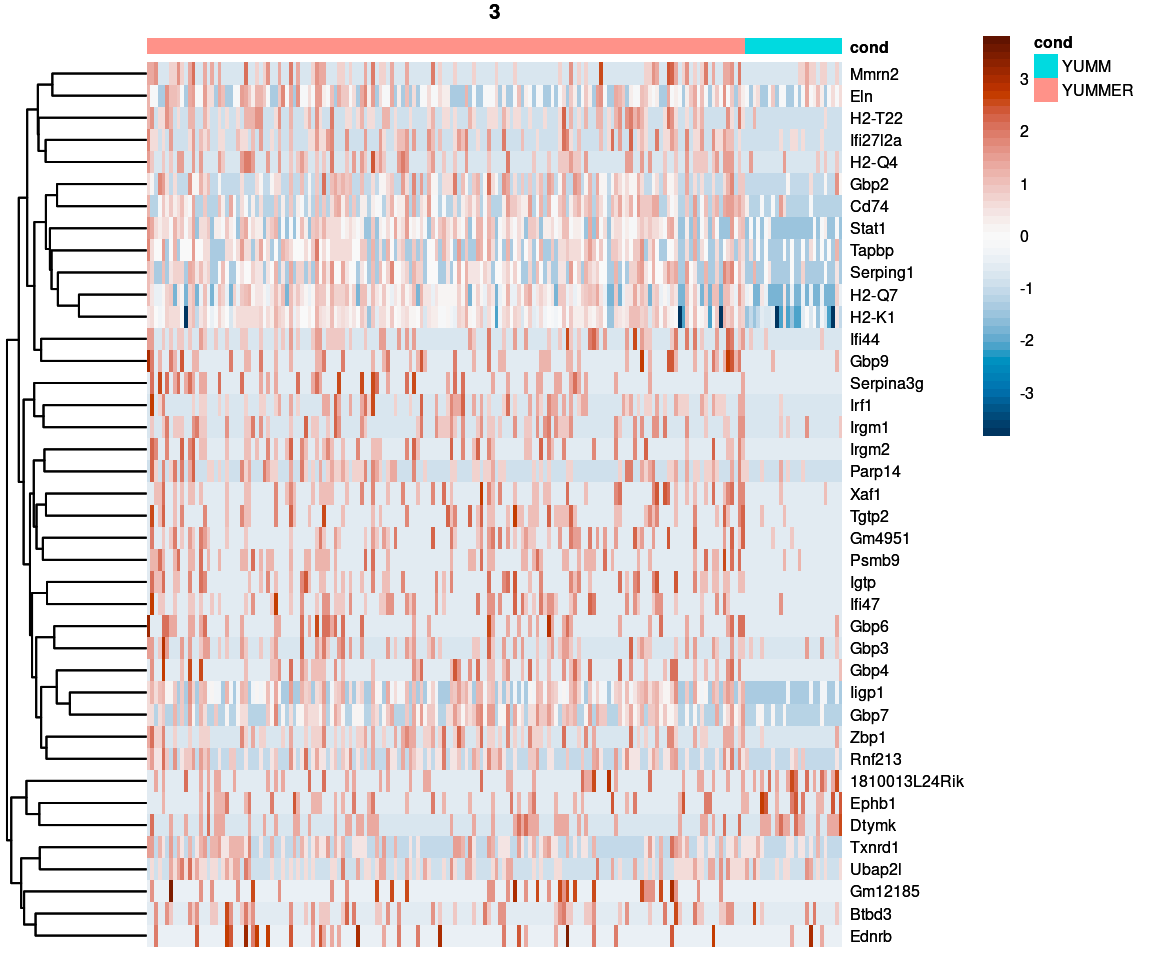 3
cond
Mmrn2
Eln
H2-T22
Ifi27l2a
H2-Q4
Gbp2
Cd74
Stat1
Tapbp
Serping1
H2-Q7
H2-K1
Ifi44
Gbp9
Serpina3g
Irf1
Irgm1
Irgm2
Parp14
Xaf1
Tgtp2
Gm4951
Psmb9
Igtp
Ifi47
Gbp6
Gbp3
Gbp4
Iigp1
Gbp7
Zbp1
Rnf213
1810013L24Rik
Ephb1
Dtymk
Txnrd1
Ubap2l
Gm12185
Btbd3
Ednrb
3
2
1
0
-1
-2
-3
cond
YUMM
YUMMER